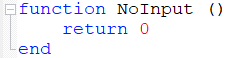 function NoInput ()
    return 0
end